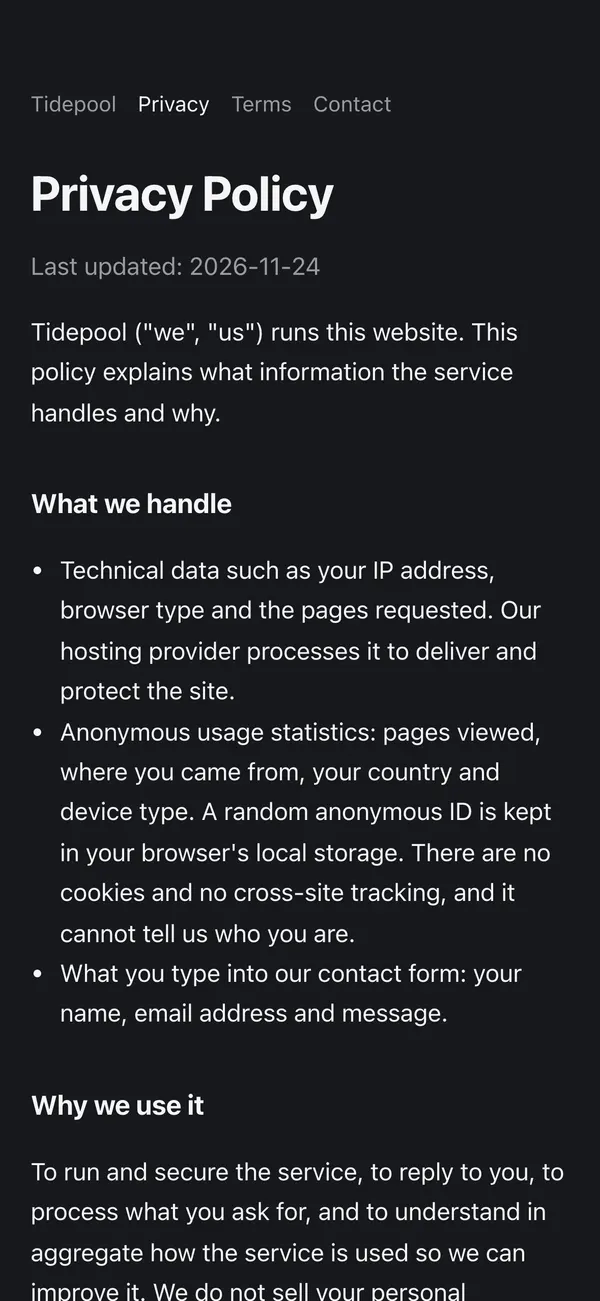 Tidepool Privacy Terms Contact
Privacy Policy
Last updated: 2026-11-24
Tidepool ("we", "us") runs this website. This
policy explains what information the service
handles and why.
What we handle
• Technical data such as your IP address,
browser type and the pages requested. Our
hosting provider processes it to deliver and
protect the site.
• Anonymous usage statistics: pages viewed,
where you came from, your country and
device type. A random anonymous ID is kept
in your browser's local storage. There are no
cookies and no cross-site tracking, and it
cannot tell us who you are.
• What you type into our contact form: your
name, email address and message.
Why we use it
To run and secure the service, to reply to you, to
process what you ask for, and to understand in
aggregate how the service is used so we can
improve it. We do not sell your personal